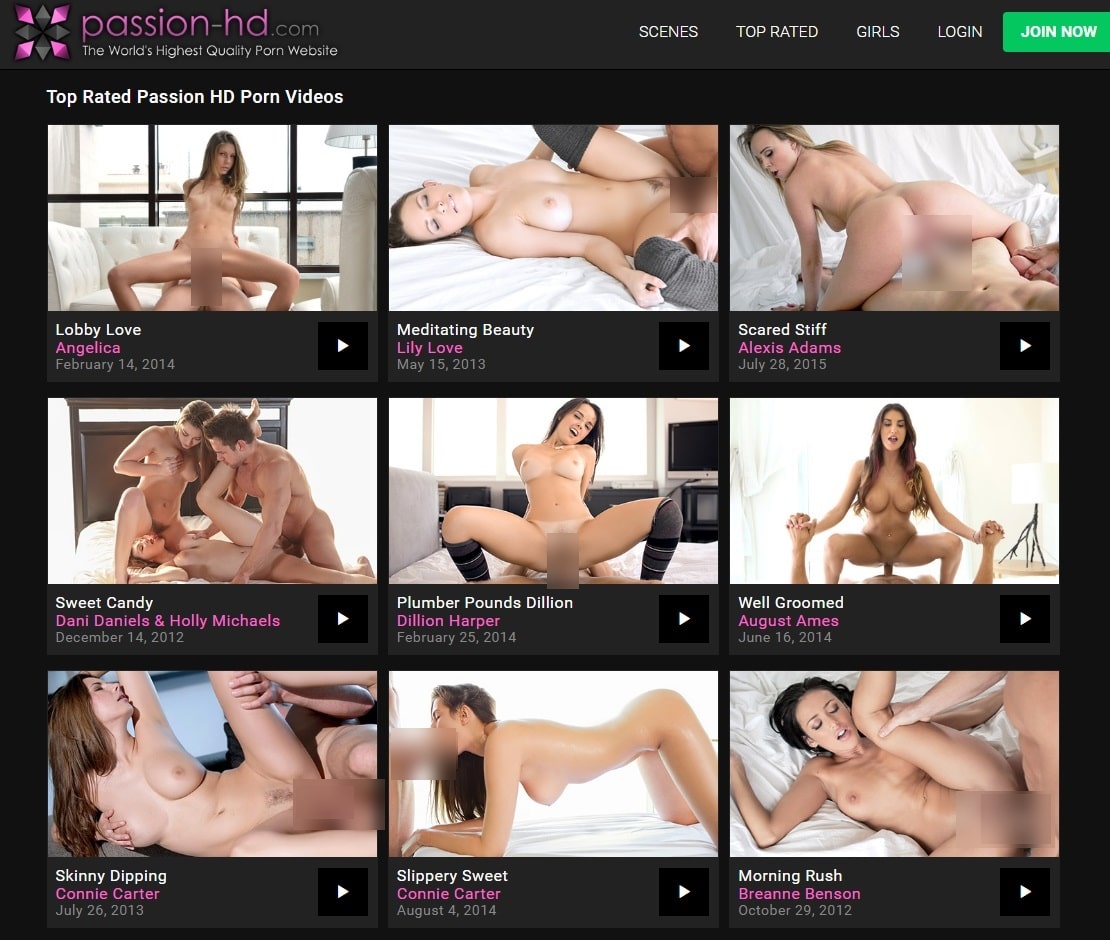 passion-hd.com
The World's Highest Quality Porn Website
SCENES
TOP RATED
GIRLS
LOGIN
JOIN NOW
Top Rated Passion HD Porn Videos
Lobby Love
Angelica
February 14, 2014
Meditating Beauty
Lily Love
May 15, 2013
Scared Stiff
Alexis Adams
July 28, 2015
Sweet Candy
Dani Daniels & Holly Michaels
December 14, 2012
Plumber Pounds Dillion
Dillion Harper
February 25, 2014
Well Groomed
August Ames
June 16, 2014
Skinny Dipping
Connie Carter
July 26, 2013
Slippery Sweet
Connie Carter
August 4, 2014
Morning Rush
Breanne Benson
October 29, 2012